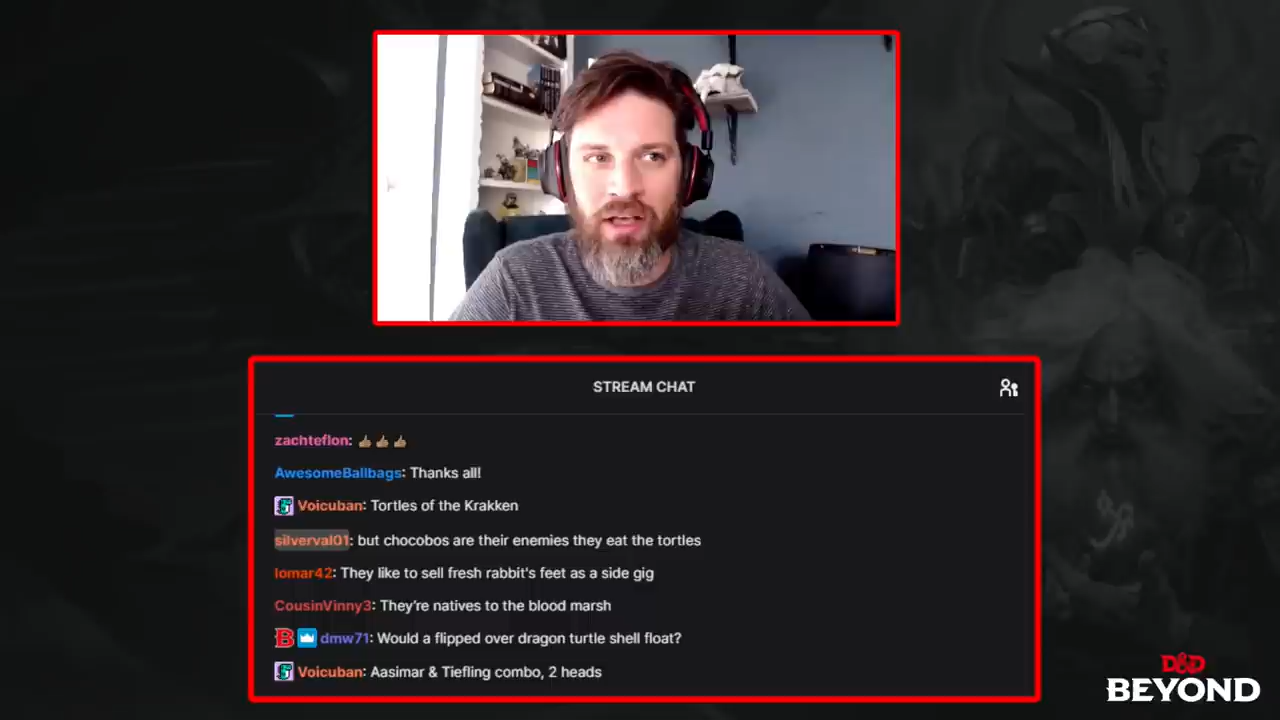 STREAM CHAT
zachteflon: 👍🏽👍🏽👍🏽
AwesomeBallbags: Thanks all!
Voicuban: Tortles of the Krakken
silverval01: but chocobos are their enemies they eat the tortles
lomar42: They like to sell fresh rabbit's feet as a side gig
CousinVinny3: They're natives to the blood marsh
B dmw71: Would a flipped over dragon turtle shell float?
Voicuban: Aasimar & Tiefling combo, 2 heads
D&D
BEYOND